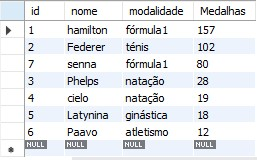 id nome modalidade Medalhas
1 hamilton fórmula1 157
2 Federer ténis 102
7 senna fórmula1 80
3 Phelps natação 28
4 cielo natação 19
5 Latynina ginástica 18
6 Paavo atletismo 12
NULL NULL NULL NULL